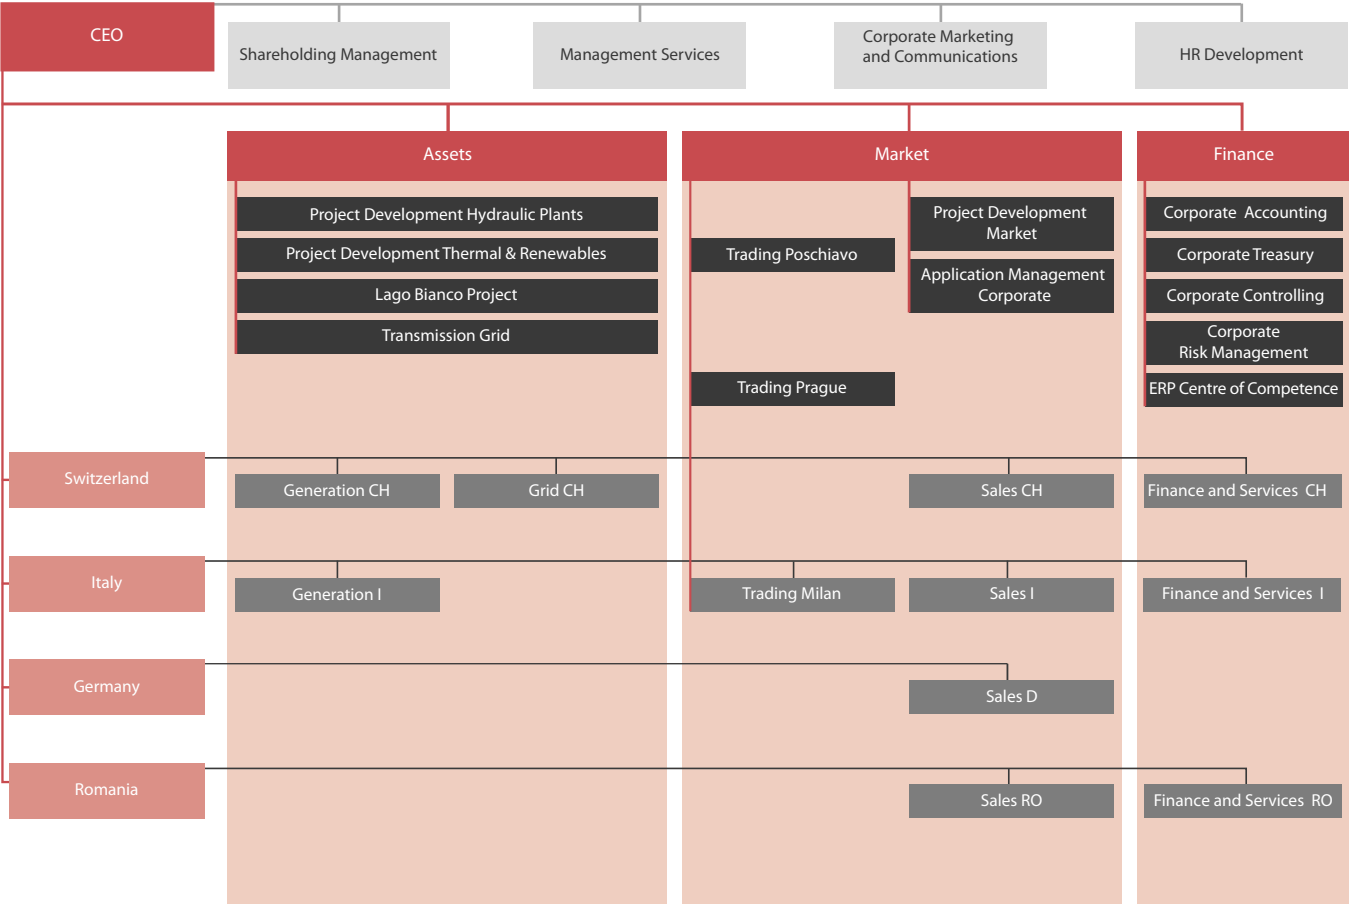 CEO
Shareholding Management
Management Services
Corporate Marketing
and Communications
HR Development
Assets
Market
Finance
Project Development Hydraulic Plants
Project Development Thermal & Renewables
Lago Bianco Project
Transmission Grid
Trading Poschiavo
Trading Prague
Project Development
Market
Application Management
Corporate
Corporate Accounting
Corporate Treasury
Corporate Controlling
Corporate
Risk Management
ERP Centre of Competence
Switzerland
Generation CH
Grid CH
Sales CH
Finance and Services CH
Italy
Generation I
Trading Milan
Sales I
Finance and Services I
Germany
Sales D
Romania
Sales RO
Finance and Services RO